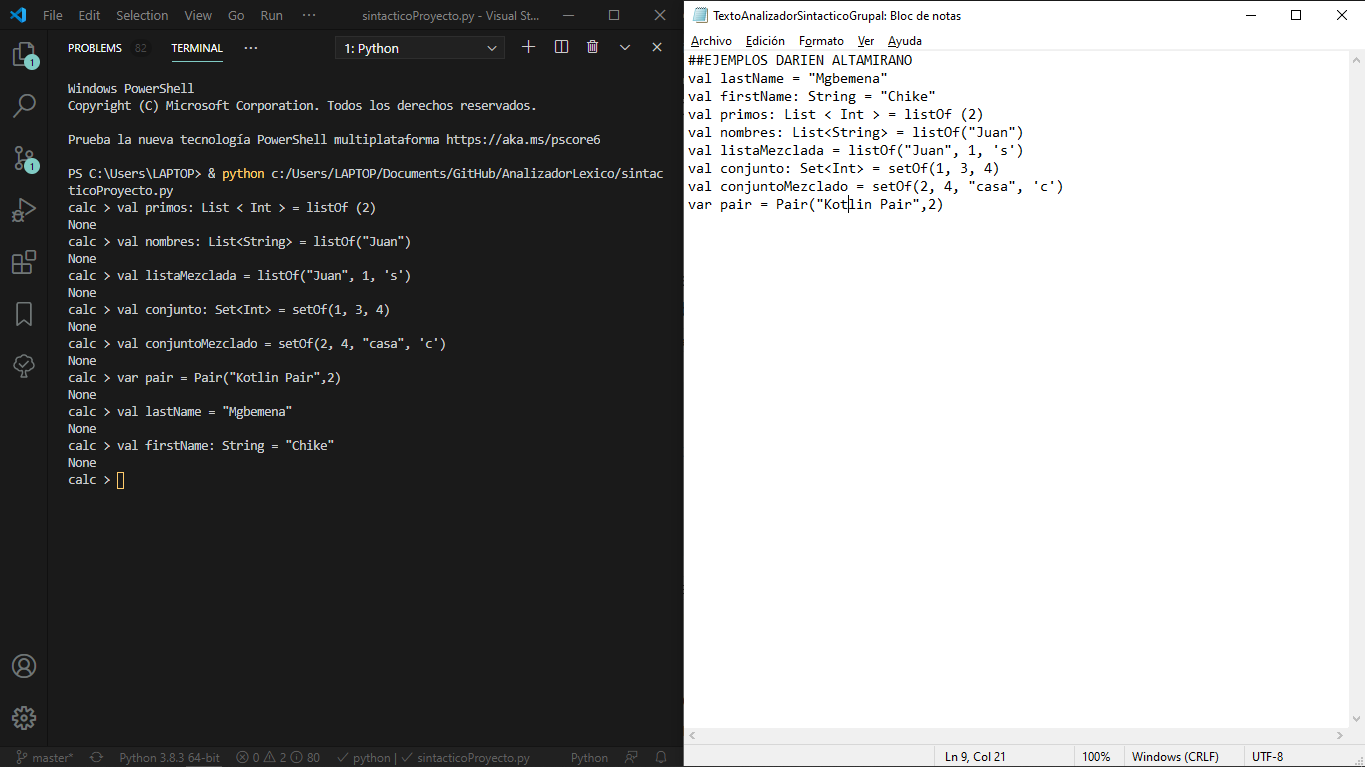 File Edit Selection View Go Run ··· sintacticoProyecto.py - Visual St...
1
1
PROBLEMS 82 TERMINAL ··· 1: Python
Windows PowerShell
Copyright (C) Microsoft Corporation. Todos los derechos reservados.
Prueba la nueva tecnología PowerShell multiplataforma https://aka.ms/pscore6
PS C:\Users\LAPTOP> & python c:/Users/LAPTOP/Documents/GitHub/AnalizadorLexico/sintac
ticoProyecto.py
calc > val primos: List < Int > = listOf (2)
None
calc > val nombres: List<String> = listOf("Juan")
None
calc > val listaMezclada = listOf("Juan", 1, 's')
None
calc > val conjunto: Set<Int> = setOf(1, 3, 4)
None
calc > val conjuntoMezclado = setOf(2, 4, "casa", 'c')
None
calc > var pair = Pair("Kotlin Pair",2)
None
calc > val lastName = "Mgbemena"
None
calc > val firstName: String = "Chike"
None
calc >
master* Python 3.8.3 64-bit 0 2 80 python | sintacticoProyecto.py Python
TextoAnalizadorSintacticoGrupal: Bloc de notas
Archivo Edición Formato Ver Ayuda
##EJEMPLOS DARIEN ALTAMIRANO
val lastName = "Mgbemena"
val firstName: String = "Chike"
val primos: List < Int > = listOf (2)
val nombres: List<String> = listOf("Juan")
val listaMezclada = listOf("Juan", 1, 's')
val conjunto: Set<Int> = setOf(1, 3, 4)
val conjuntoMezclado = setOf(2, 4, "casa", 'c')
var pair = Pair("Kotlin Pair",2)
Ln 9, Col 21 100% Windows (CRLF) UTF-8